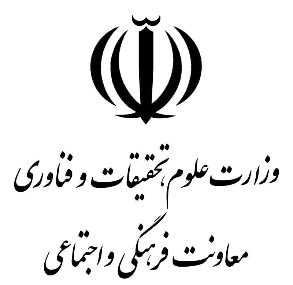 وزارت علوم، تحقیقات و فناوری
معاونت فرهنگی و اجتماعی